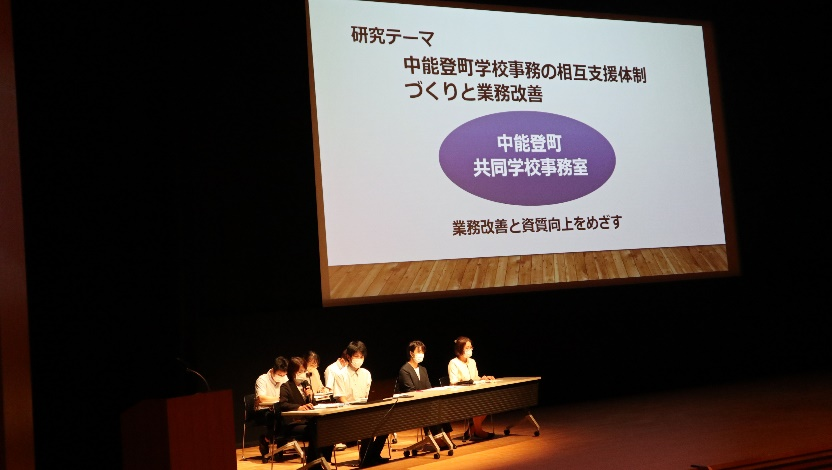 研究テーマ
中能登町学校事務の相互支援体制
づくりと業務改善
中能登町
共同学校事務室
業務改善と資質向上をめざす